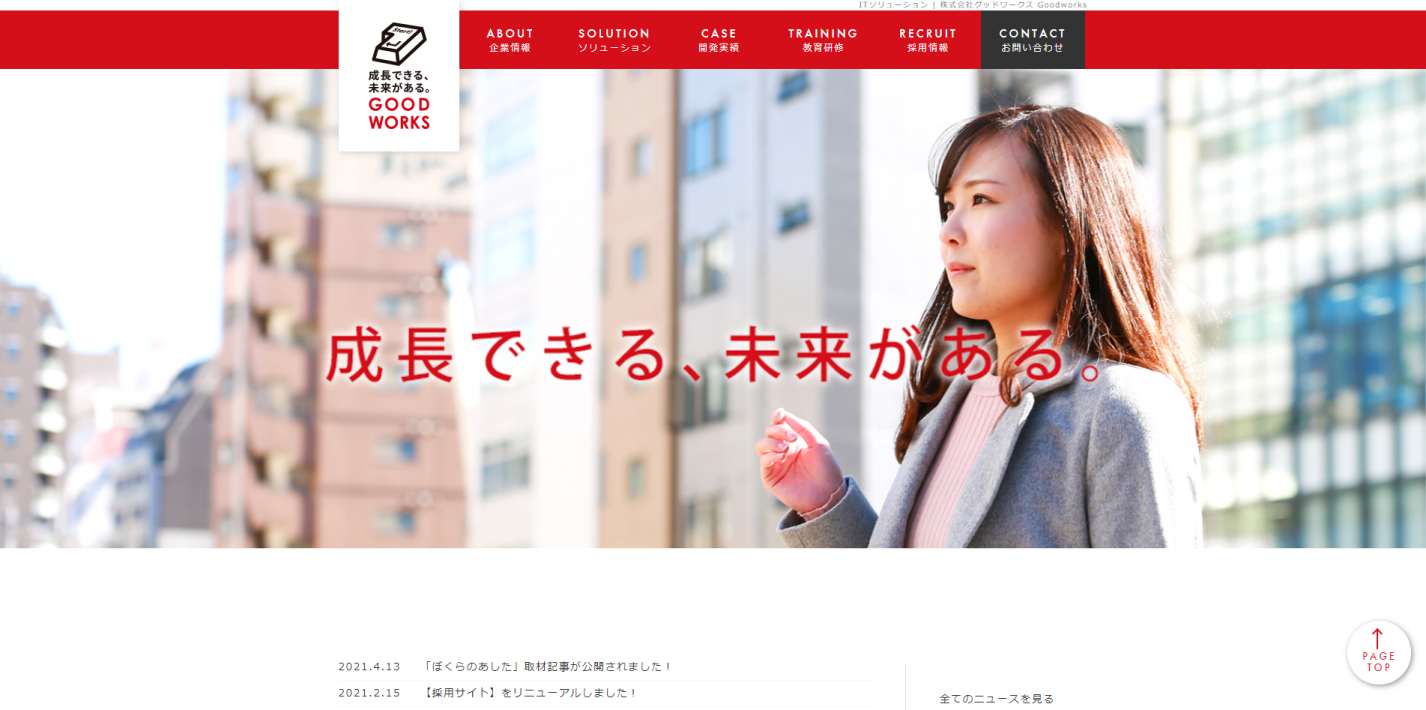 ITソリューション | 株式会社グッドワークス Goodworks
Start!
成長できる、
未来がある。
GOOD
WORKS
ABOUT
企業情報
SOLUTION
ソリューション
CASE
開発実績
TRAINING
教育研修
RECRUIT
採用情報
CONTACT
お問い合わせ
成長できる、未来がある。
2021.4.13 「ぼくらのあした」取材記事が公開されました!
2021.2.15 【採用サイト】をリニューアルしました!
全てのニュースを見る
PAGE
TOP